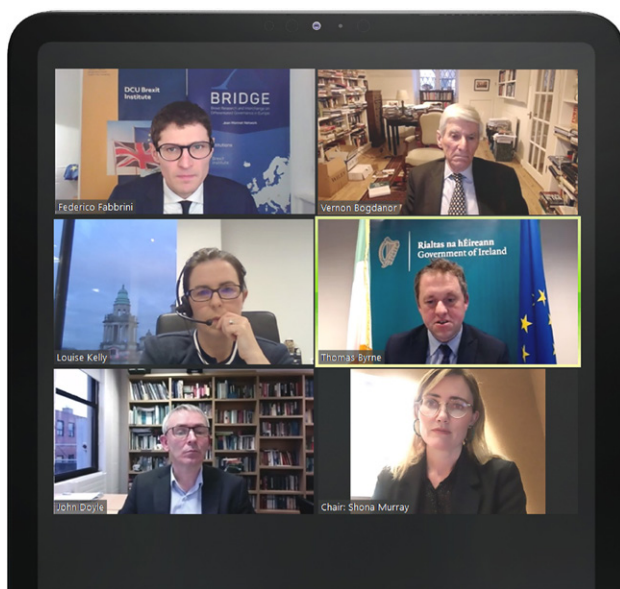 DCU Brexit
Institute
BRIDGE
Federico Fabbrini
Vernon Bogdanor
Rialtas na hÉireann
Government of Ireland
Louise Kelly
Thomas Byrne
John Doyle
Chair: Shona Murray